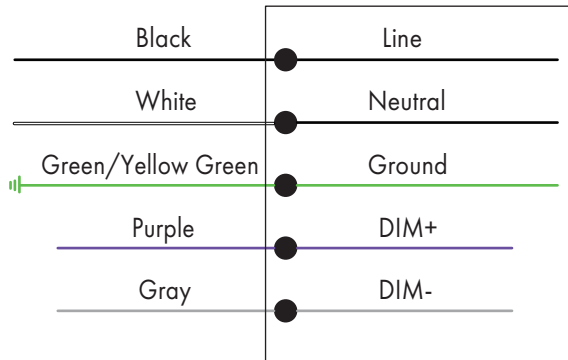 Black Line
White Neutral
Green/Yellow Green Ground
Purple DIM+
Gray DIM-